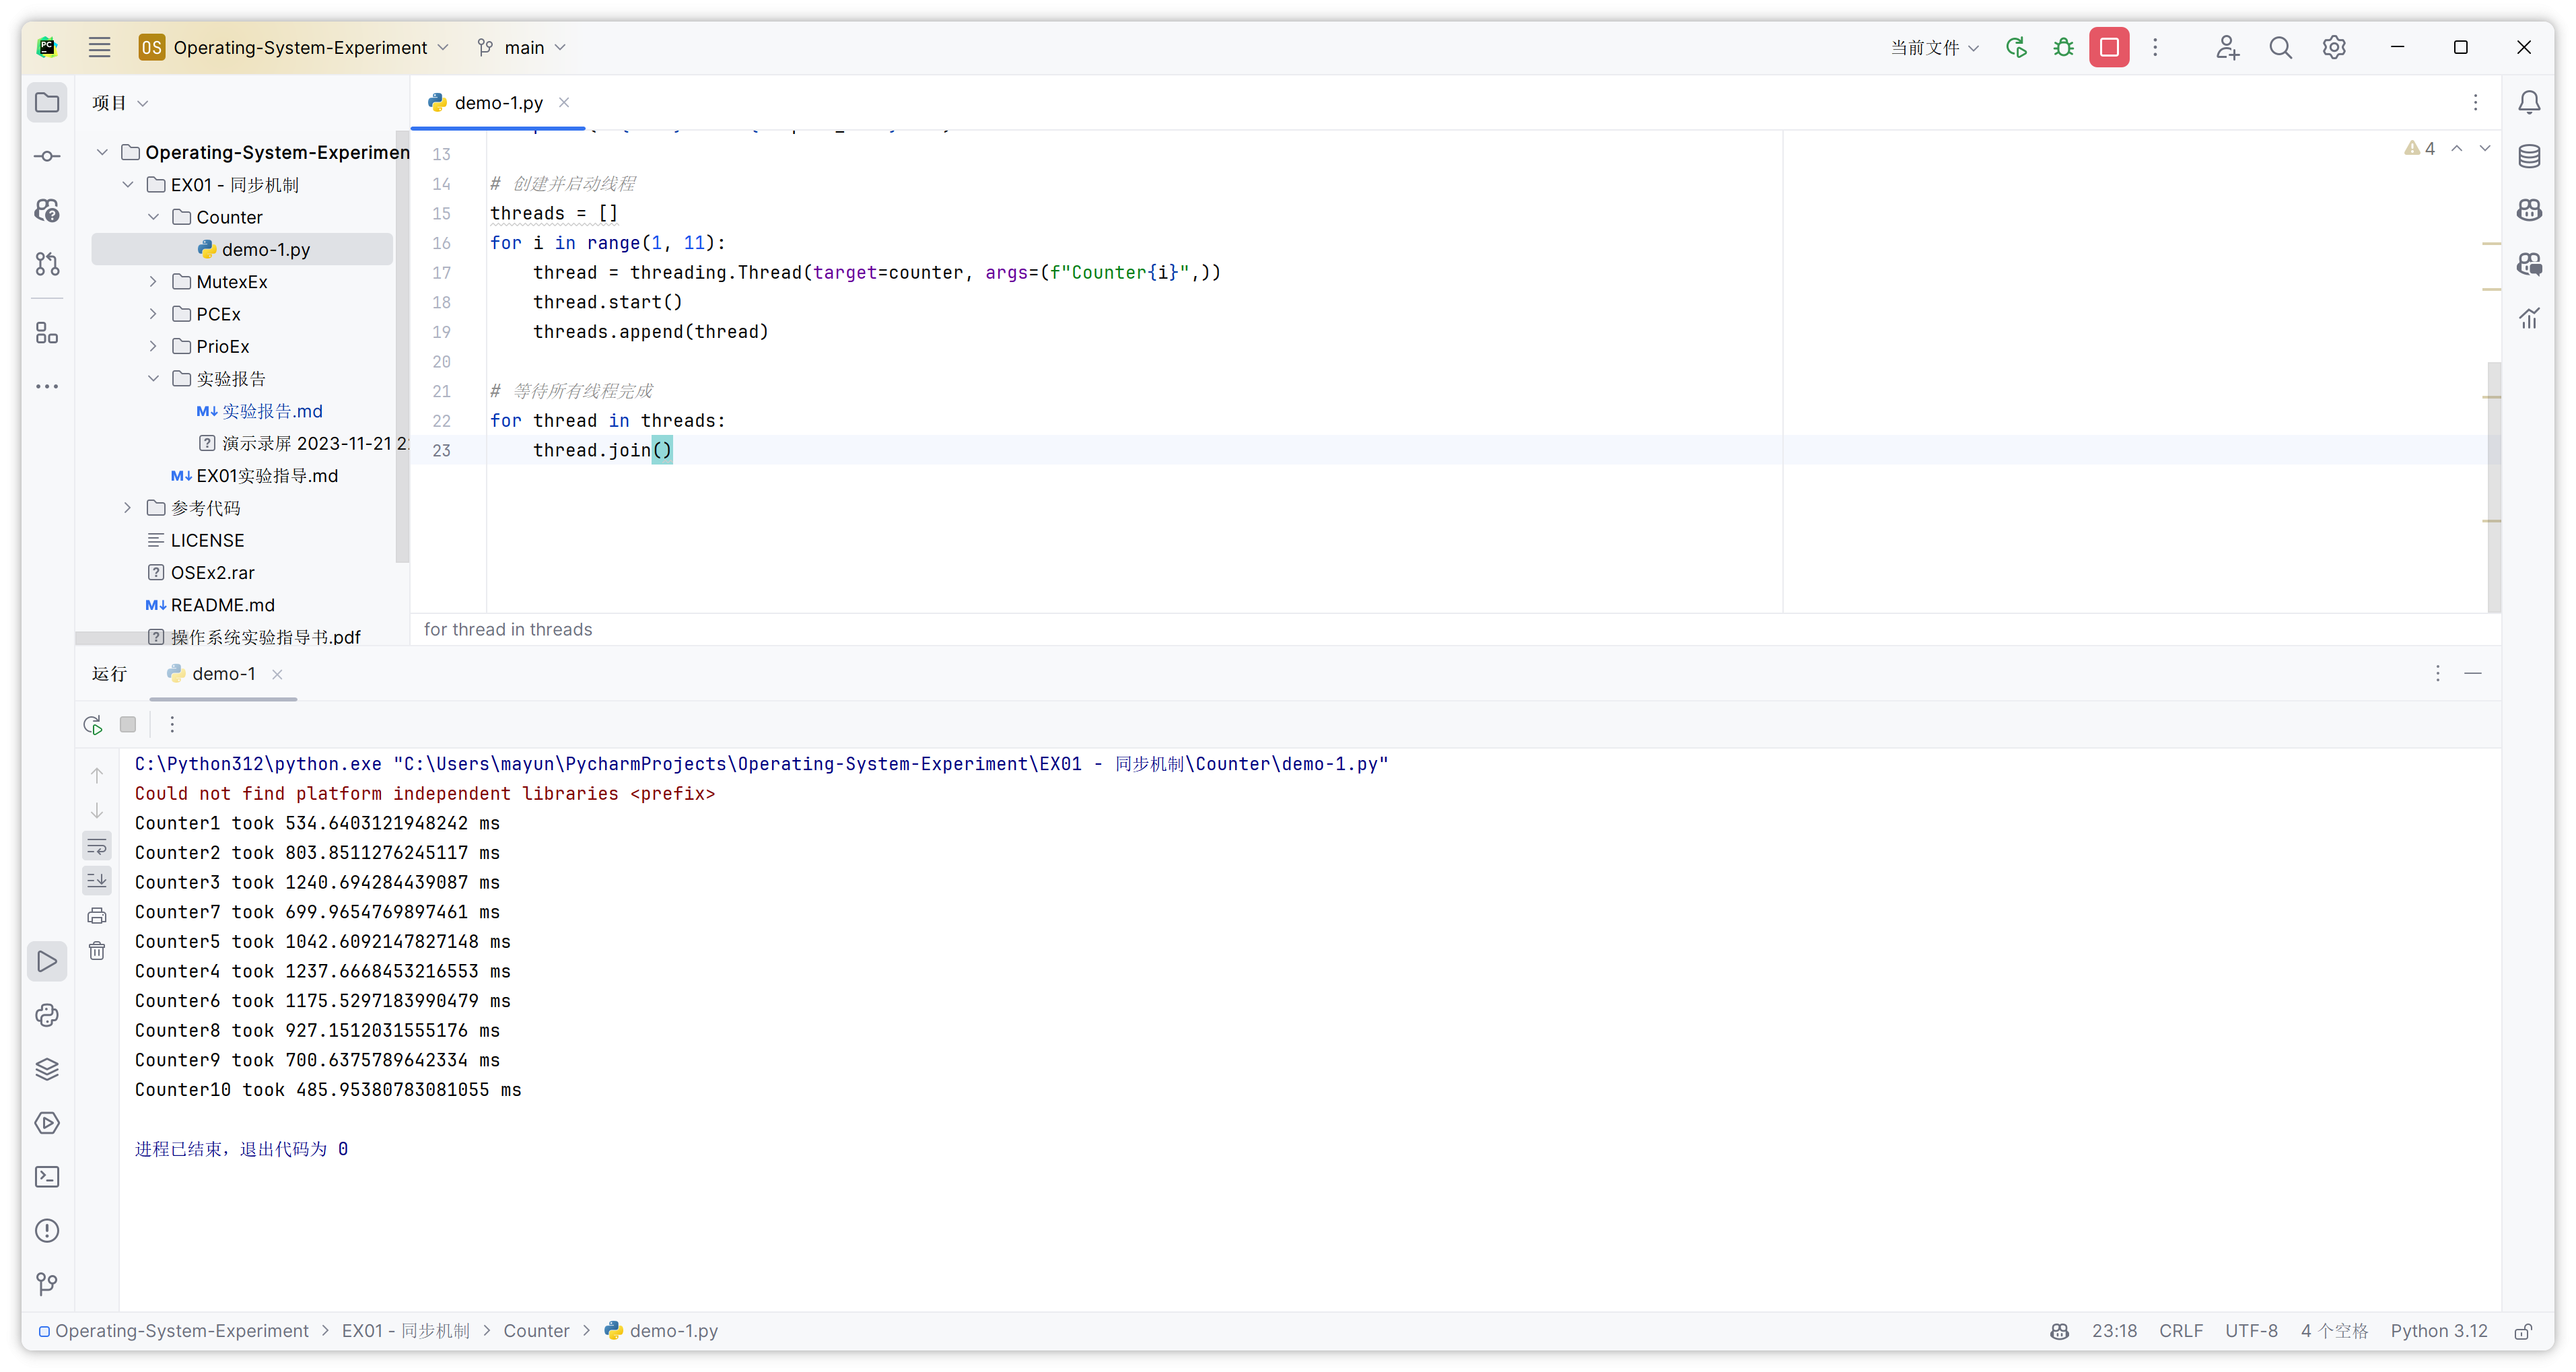 PC
OS Operating-System-Experiment
main
当前文件
项目
demo-1.py
Operating-System-Experimen
EX01 - 同步机制
Counter
demo-1.py
MutexEx
PCEx
PrioEx
实验报告
M↓ 实验报告.md
演示录屏 2023-11-21 2
M↓ EX01实验指导.md
参考代码
LICENSE
OSEx2.rar
M↓ README.md
操作系统实验指导书.pdf
4
13
14 # 创建并启动线程
15 threads = []
16 for i in range(1, 11):
17 thread = threading.Thread(target=counter, args=(f"Counter{i}",))
18 thread.start()
19 threads.append(thread)
20
21 # 等待所有线程完成
22 for thread in threads:
23 thread.join()
for thread in threads
运行
demo-1
C:\Python312\python.exe "C:\Users\mayun\PycharmProjects\Operating-System-Experiment\EX01 - 同步机制\Counter\demo-1.py"
Could not find platform independent libraries <prefix>
Counter1 took 534.6403121948242 ms
Counter2 took 803.8511276245117 ms
Counter3 took 1240.694284439087 ms
Counter7 took 699.9654769897461 ms
Counter5 took 1042.6092147827148 ms
Counter4 took 1237.6668453216553 ms
Counter6 took 1175.5297183990479 ms
Counter8 took 927.1512031555176 ms
Counter9 took 700.6375789642334 ms
Counter10 took 485.95380783081055 ms
进程已结束，退出代码为 0
Operating-System-Experiment > EX01 - 同步机制 > Counter > demo-1.py
23:18 CRLF UTF-8 4 个空格 Python 3.12